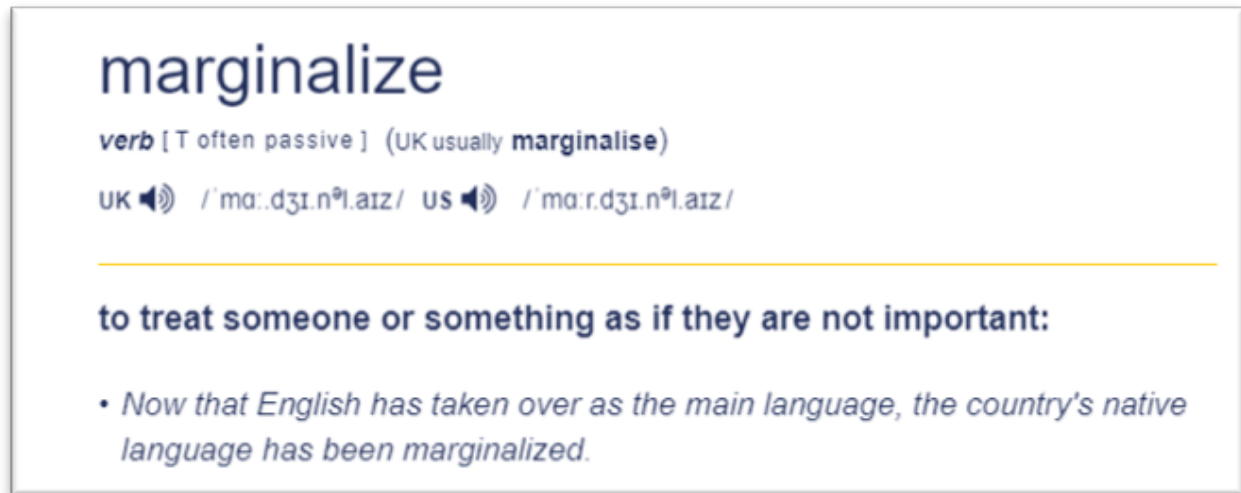 marginalize
verb [ T often passive ] (UK usually marginalise)
UK /ˈmɑː.dʒɪ.nᵊl.aɪz/ US /ˈmɑːr.dʒɪ.nᵊl.aɪz/
to treat someone or something as if they are not important:
• Now that English has taken over as the main language, the country's native
language has been marginalized.